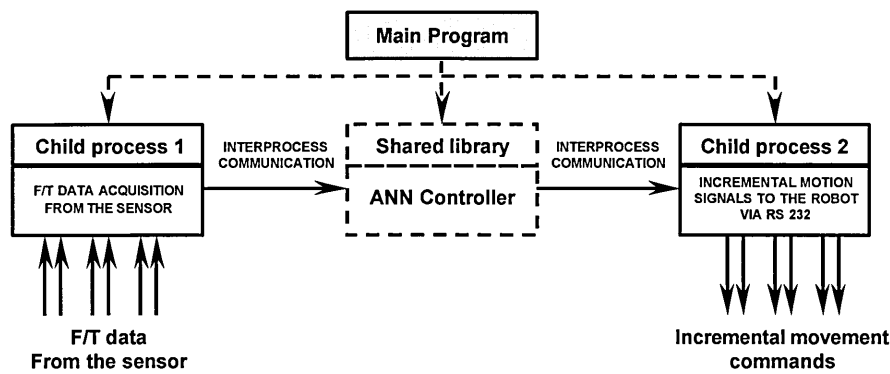 Main Program
Child process 1
F/T DATA ACQUISITION
FROM THE SENSOR
INTERPROCESS
COMMUNICATION
Shared library
ANN Controller
INTERPROCESS
COMMUNICATION
Child process 2
INCREMENTAL MOTION
SIGNALS TO THE ROBOT
VIA RS 232
F/T data
From the sensor
Incremental movement
commands